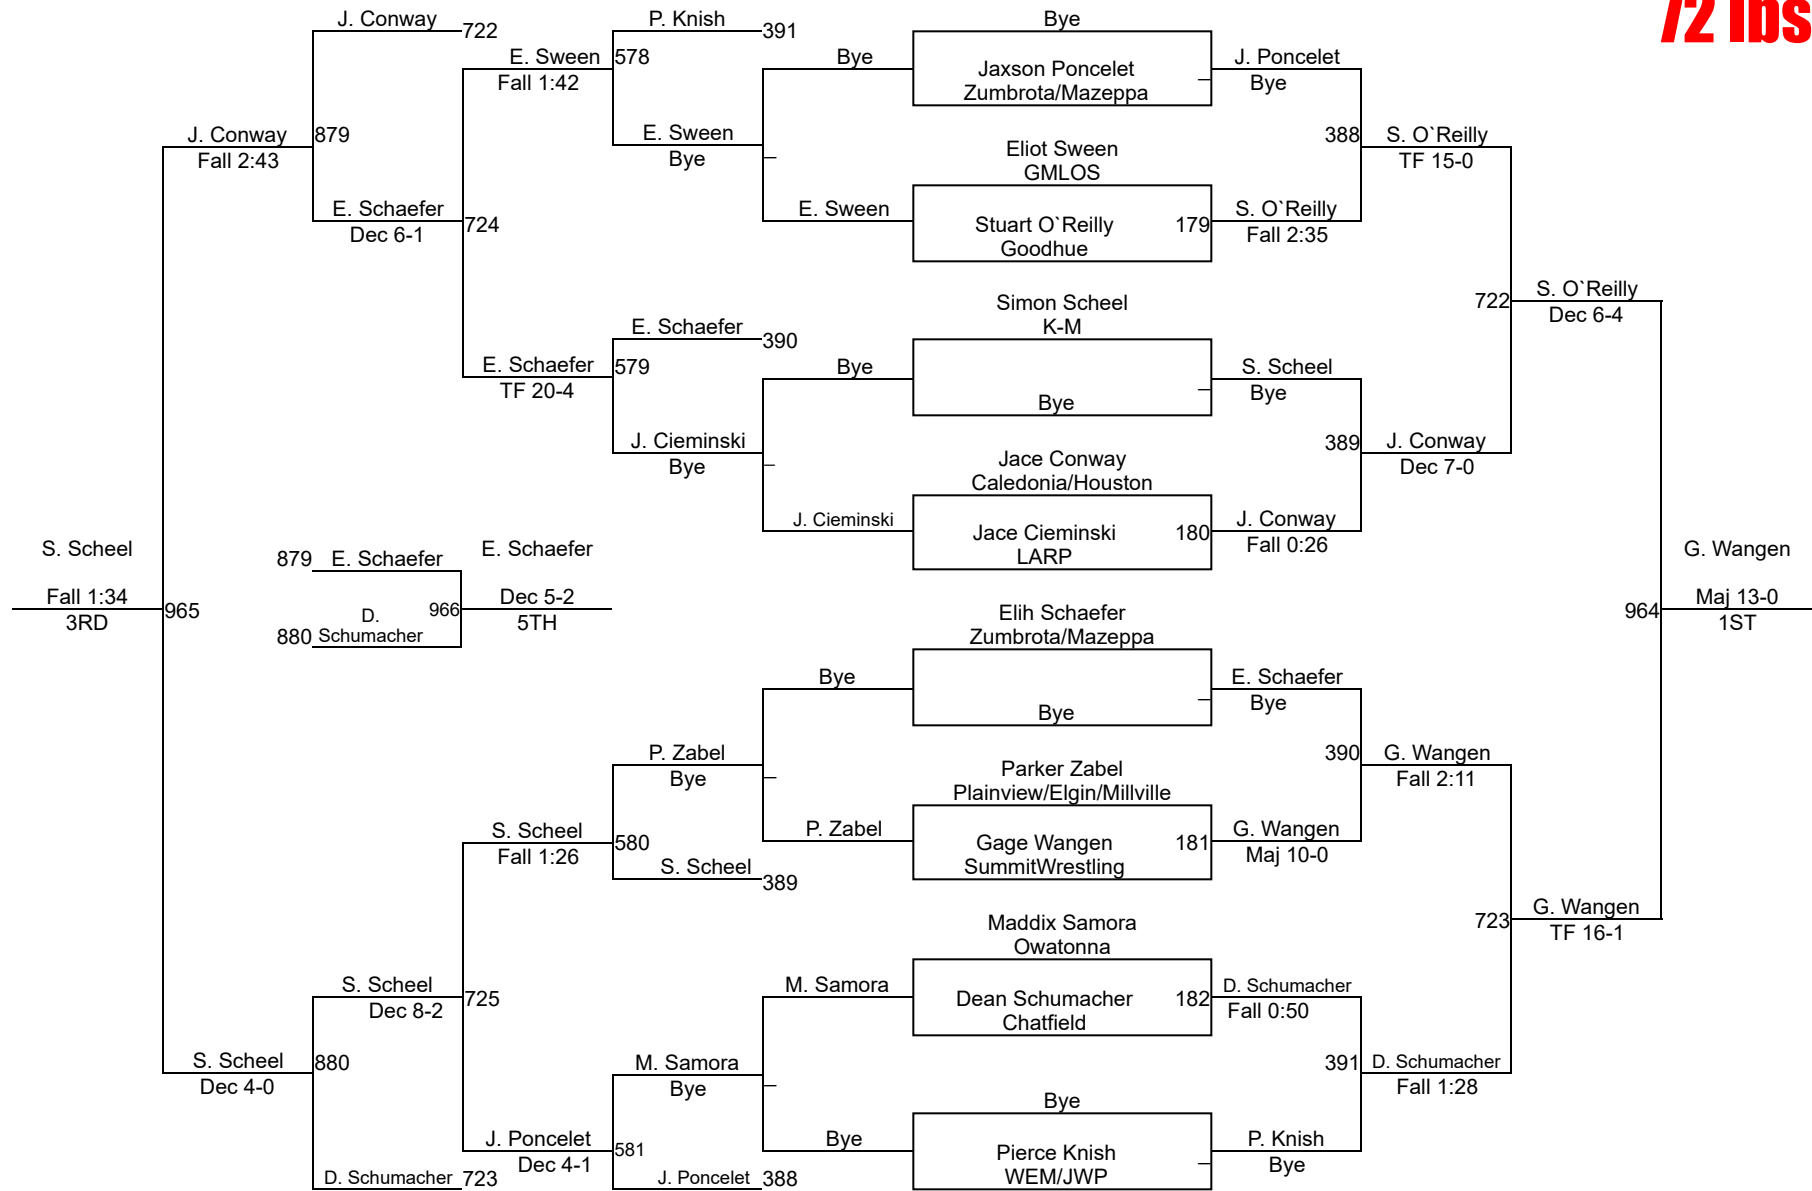 72 lbs
J. Conway
722
P. Knish
391
Bye
E. Sween
578
Fall 1:42
Bye
Jaxson Poncelet
Zumbrota/Mazeppa
J. Poncelet
Bye
J. Conway
879
Fall 2:43
E. Sween
Bye
Eliot Sween
GMLOS
388
S. O`Reilly
TF 15-0
E. Schaefer
724
Dec 6-1
E. Sween
Stuart O`Reilly
179
Goodhue
S. O`Reilly
Fall 2:35
Simon Scheel
K-M
722
S. O`Reilly
Dec 6-4
E. Schaefer
390
E. Schaefer
579
TF 20-4
Bye
Bye
S. Scheel
Bye
J. Cieminski
Bye
Jace Conway
Caledonia/Houston
389
J. Conway
Dec 7-0
J. Cieminski
Jace Cieminski
180
LARP
J. Conway
Fall 0:26
S. Scheel
Fall 1:34
965
3RD
879
E. Schaefer
D.
966
880
Schumacher
E. Schaefer
Dec 5-2
5TH
G. Wangen
964
Maj 13-0
1ST
Elih Schaefer
Zumbrota/Mazeppa
Bye
Bye
E. Schaefer
Bye
P. Zabel
Bye
Parker Zabel
Plainview/Elgin/Millville
390
G. Wangen
Fall 2:11
S. Scheel
580
Fall 1:26
P. Zabel
Gage Wangen
181
SummitWrestling
G. Wangen
Maj 10-0
S. Scheel
389
Maddix Samora
Owatonna
723
G. Wangen
TF 16-1
S. Scheel
725
Dec 8-2
M. Samora
Dean Schumacher
182
Chatfield
D. Schumacher
Fall 0:50
S. Scheel
880
Dec 4-0
M. Samora
Bye
Bye
391
D. Schumacher
Fall 1:28
J. Poncelet
581
Dec 4-1
Bye
Pierce Knish
WEM/JWP
P. Knish
Bye
D. Schumacher
723
J. Poncelet
388